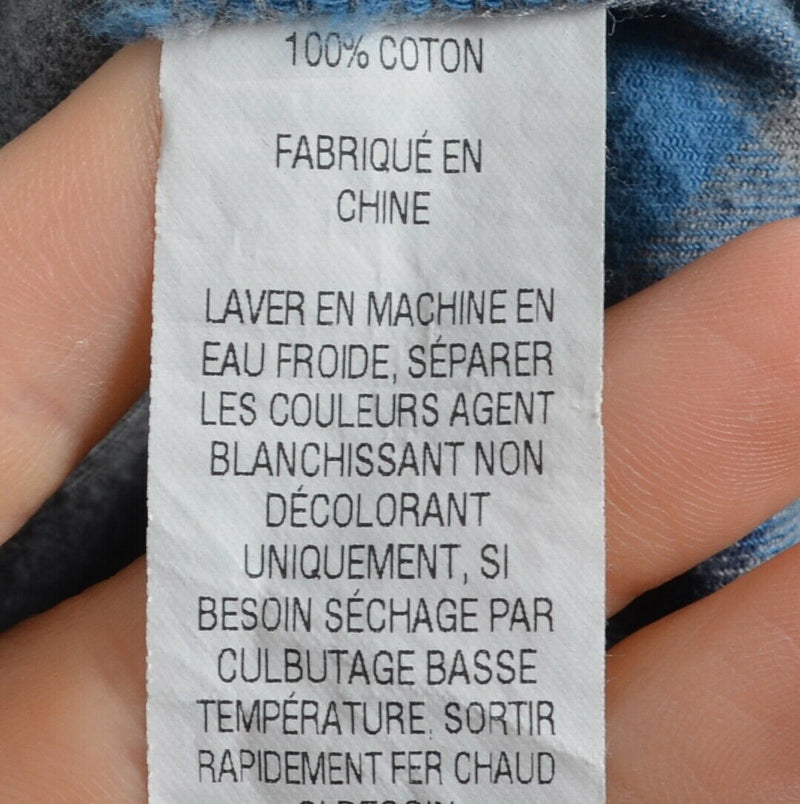 100% COTON
FABRIQUÉ EN
CHINE
LAVER EN MACHINE EN
EAU FROIDE, SÉPARER
LES COULEURS AGENT
BLANCHISSANT NON
DÉCOLORANT
UNIQUEMENT, SI
BESOIN SÉCHAGE PAR
CULBUTAGE BASSE
TEMPÉRATURE, SORTIR
RAPIDEMENT FER CHAUD